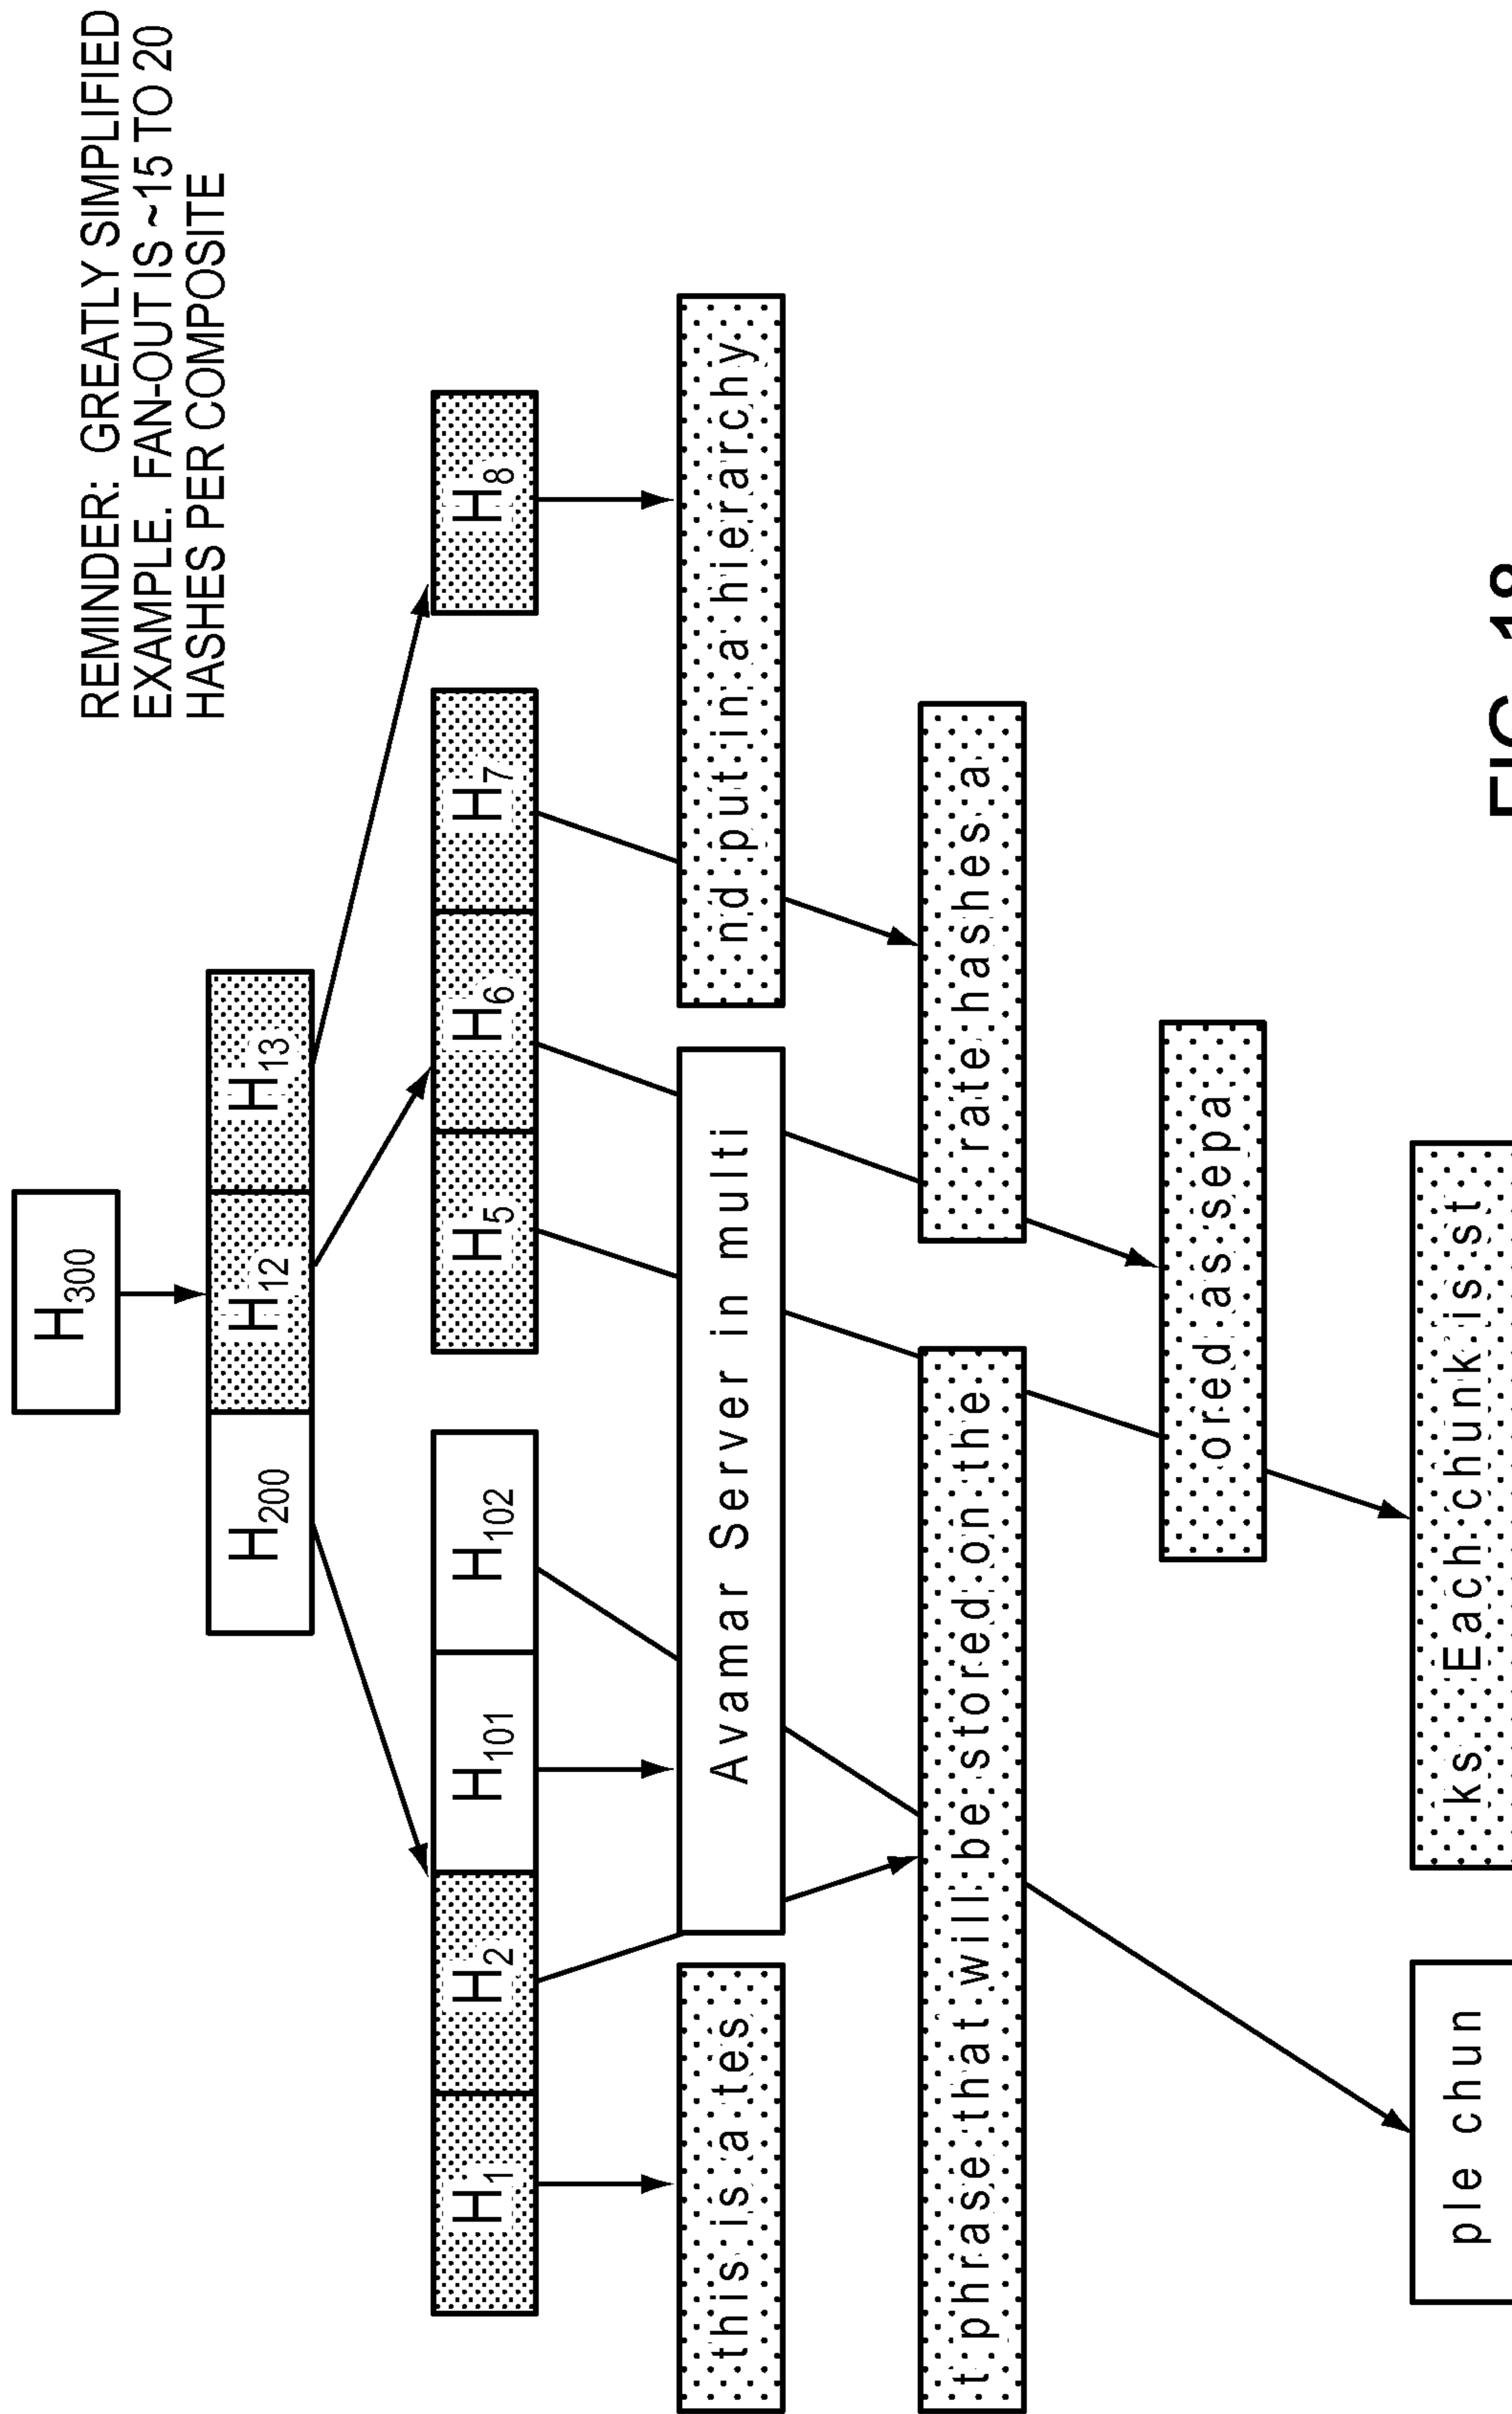 REMINDER: GREATLY SIMPLIFIED
EXAMPLE. FAN-OUT IS ~15 TO 20
HASHES PER COMPOSITE
H300
H200 H12 H13
H1 H2 H101 H102 H5 H6 H7 H8
this is a tes Avamar Server in multi nd put in a hierarchy
t phrase that will be stored on the rate hashes a
ored as sepa
ple chun ks. Each chunk is st
FIG. 18